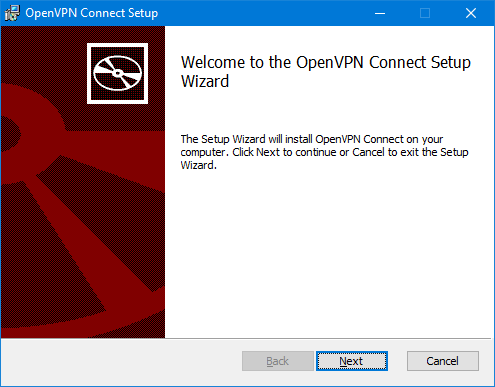 OpenVPN Connect Setup
Welcome to the OpenVPN Connect Setup
Wizard
The Setup Wizard will install OpenVPN Connect on your
computer. Click Next to continue or Cancel to exit the Setup
Wizard.
Back
Next
Cancel